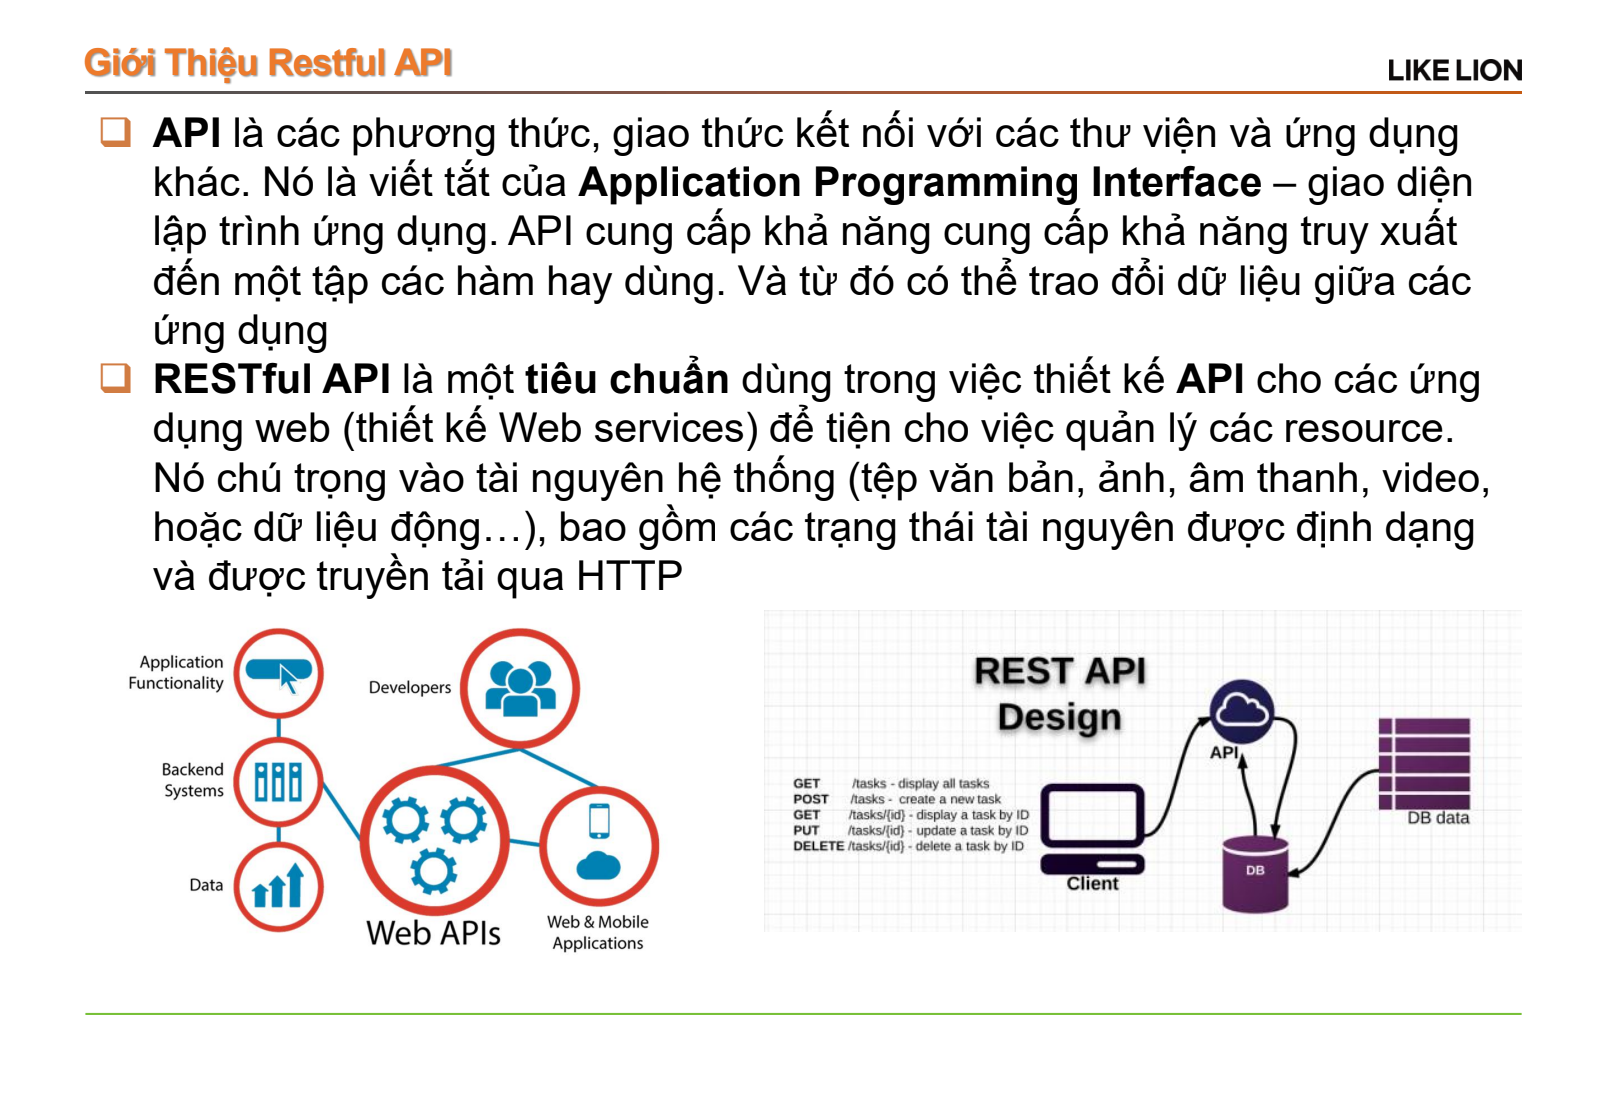 Giới Thiệu Restful API
LIKE LION
API là các phương thức, giao thức kết nối với các thư viện và ứng dụng
khác. Nó là viết tắt của Application Programming Interface – giao diện
lập trình ứng dụng. API cung cấp khả năng cung cấp khả năng truy xuất
đến một tập các hàm hay dùng. Và từ đó có thể trao đổi dữ liệu giữa các
ứng dụng
RESTful API là một tiêu chuẩn dùng trong việc thiết kế API cho các ứng
dụng web (thiết kế Web services) để tiện cho việc quản lý các resource.
Nó chú trọng vào tài nguyên hệ thống (tệp văn bản, ảnh, âm thanh, video,
hoặc dữ liệu động…), bao gồm các trạng thái tài nguyên được định dạng
và được truyền tải qua HTTP
Application
Functionality
Developers
Backend
Systems
Data
Web APIs
Web & Mobile
Applications
REST API
Design
GET /tasks - display all tasks
POST /tasks - create a new task
GET /tasks/{id} - display a task by ID
PUT /tasks/{id} - update a task by ID
DELETE /tasks/{id} - delete a task by ID
Client
API
DB
DB data